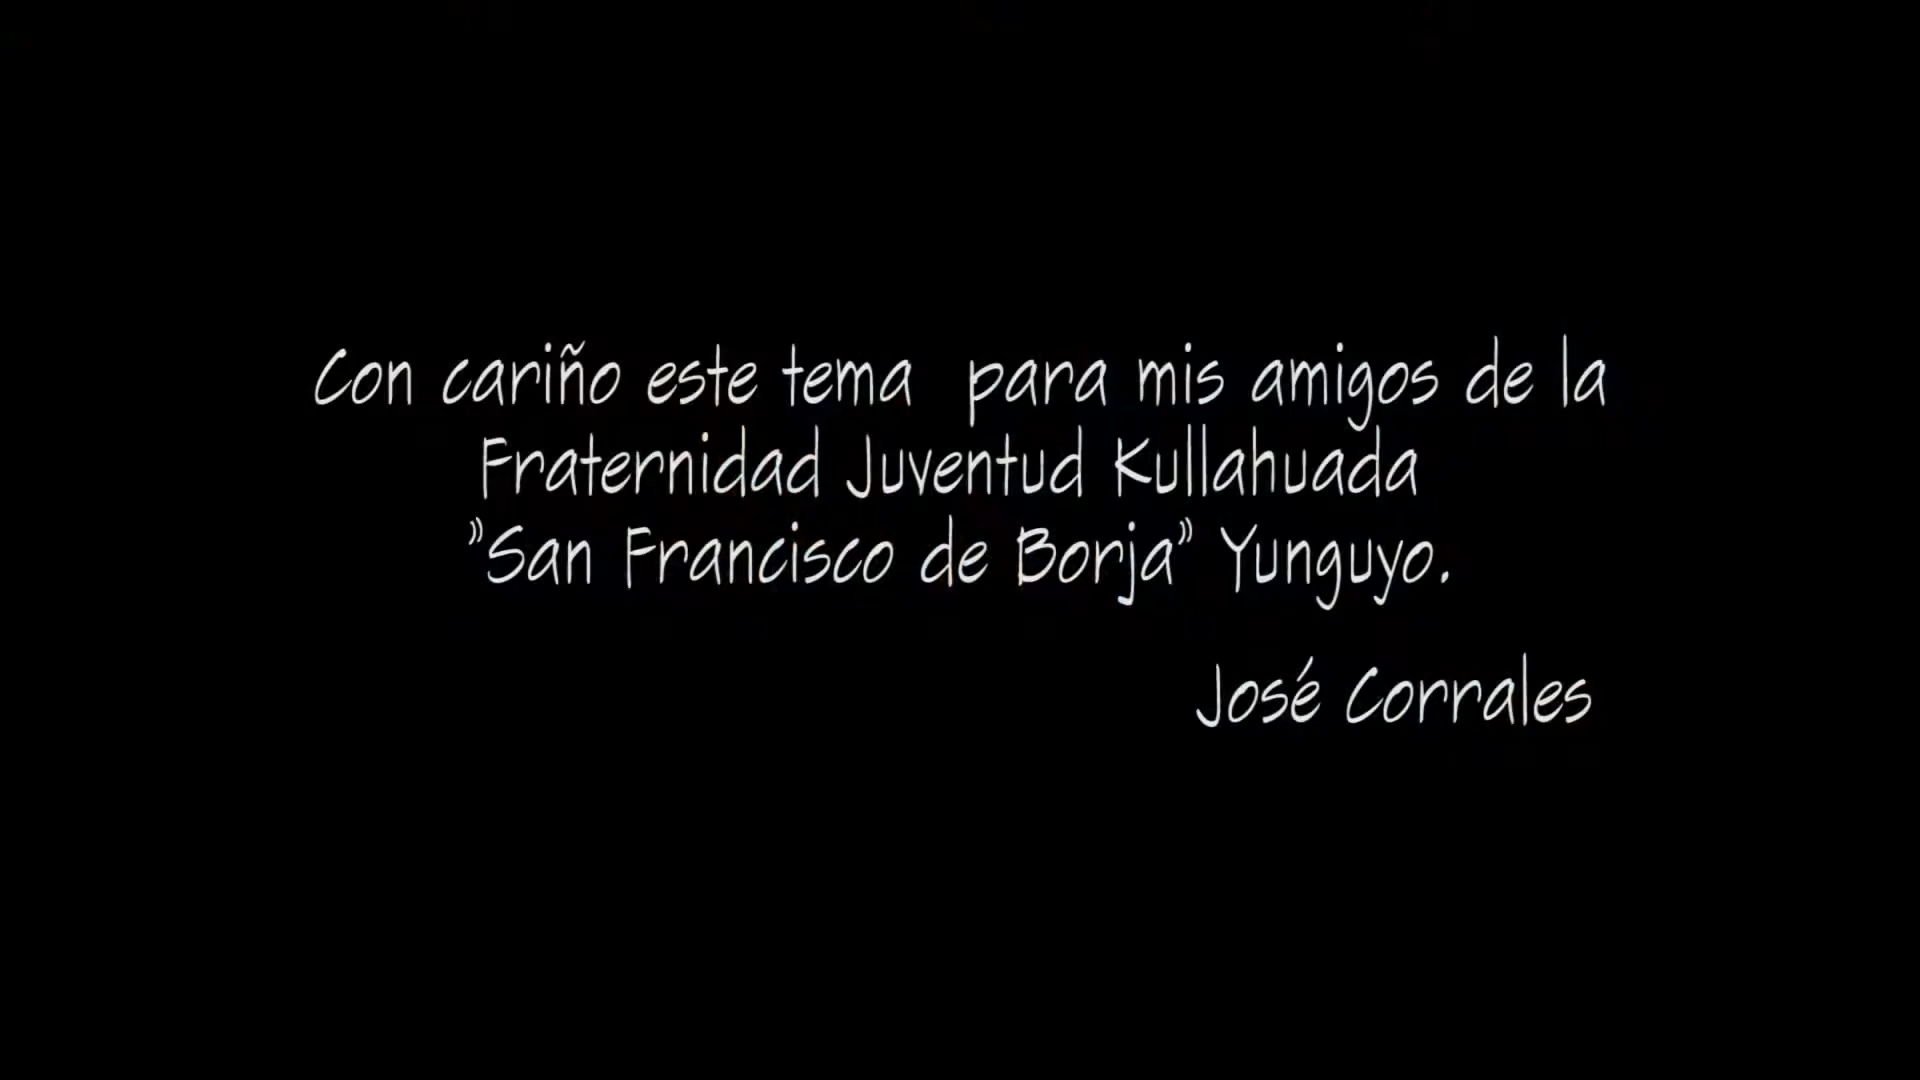 Con cariño este tema para mis amigos de la
Fraternidad Juventud Kullahuada
"San Francisco de Borja" Yunguyo.
José Corrales